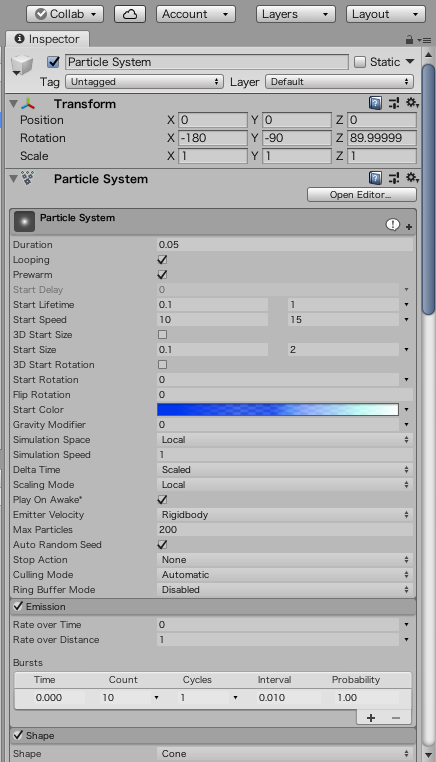 Collab Account Layers Layout
Inspector
Particle System Static
Tag Untagged Layer Default
Transform
Position X 0 Y 0 Z 0
Rotation X -180 Y -90 Z 89.99999
Scale X 1 Y 1 Z 1
Particle System
Open Editor...
Particle System
Duration 0.05
Looping
Prewarm
Start Delay 0
Start Lifetime 0.1 1
Start Speed 10 15
3D Start Size
Start Size 0.1 2
3D Start Rotation
Start Rotation 0
Flip Rotation 0
Start Color
Gravity Modifier 0
Simulation Space Local
Simulation Speed 1
Delta Time Scaled
Scaling Mode Local
Play On Awake*
Emitter Velocity Rigidbody
Max Particles 200
Auto Random Seed
Stop Action None
Culling Mode Automatic
Ring Buffer Mode Disabled
Emission
Rate over Time 0
Rate over Distance 1
Bursts
Time Count Cycles Interval Probability
0.000 10 1 0.010 1.00
Shape
Shape Cone